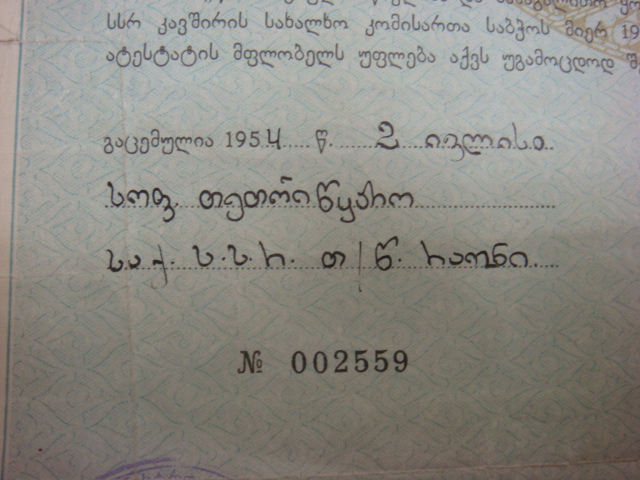 სსრ კავშირის სახალხო კომისართა საბჭოს მიერ 19
ატესტატის მფლობელს უფლება აქვს უგამოცდოდ
გაცემულია 1954 წ. 2 ივლისი
სოფ. თეთრიწყარო
საქ. ს.ს.რ. თ/წ. რაონი.
№ 002559